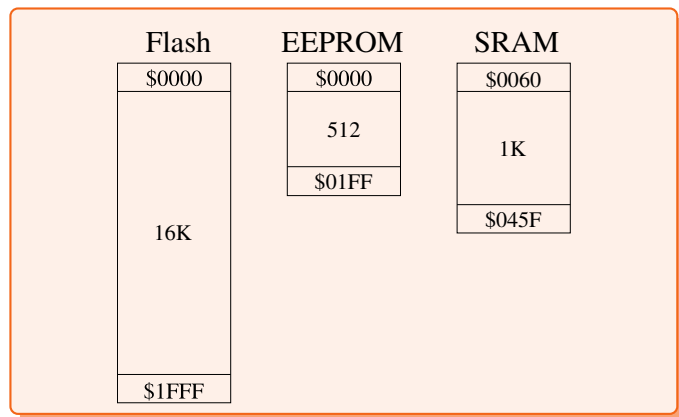 Flash EEPROM SRAM
$0000 $0000 $0060
512
1K
$01FF
$045F
16K
$1FFF